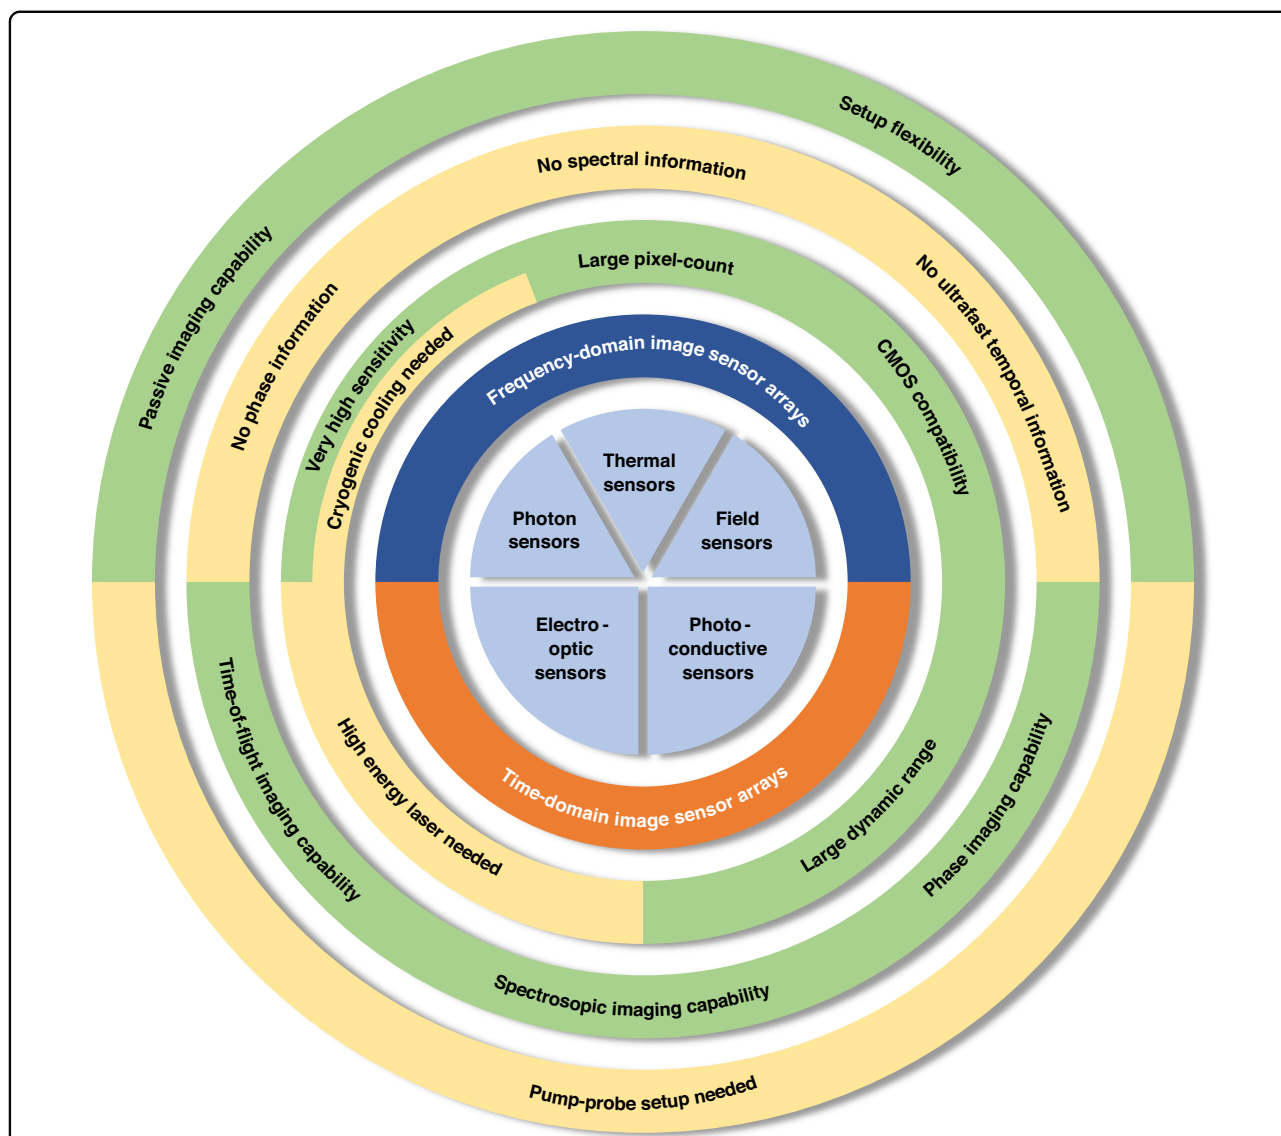 Setup flexibility
Passive imaging capability
No spectral information
No phase information
No ultrafast temporal information
Large pixel-count
Very high sensitivity
Cryogenic cooling needed
CMOS compatibility
Frequency-domain image sensor arrays
Thermal
sensors
Photon
sensors
Field
sensors
Electro-
optic
sensors
Photo-
conductive
sensors
Time-domain image sensor arrays
High energy laser needed
Large dynamic range
Time-of-flight imaging capability
Phase imaging capability
Spectrosopic imaging capability
Pump-probe setup needed